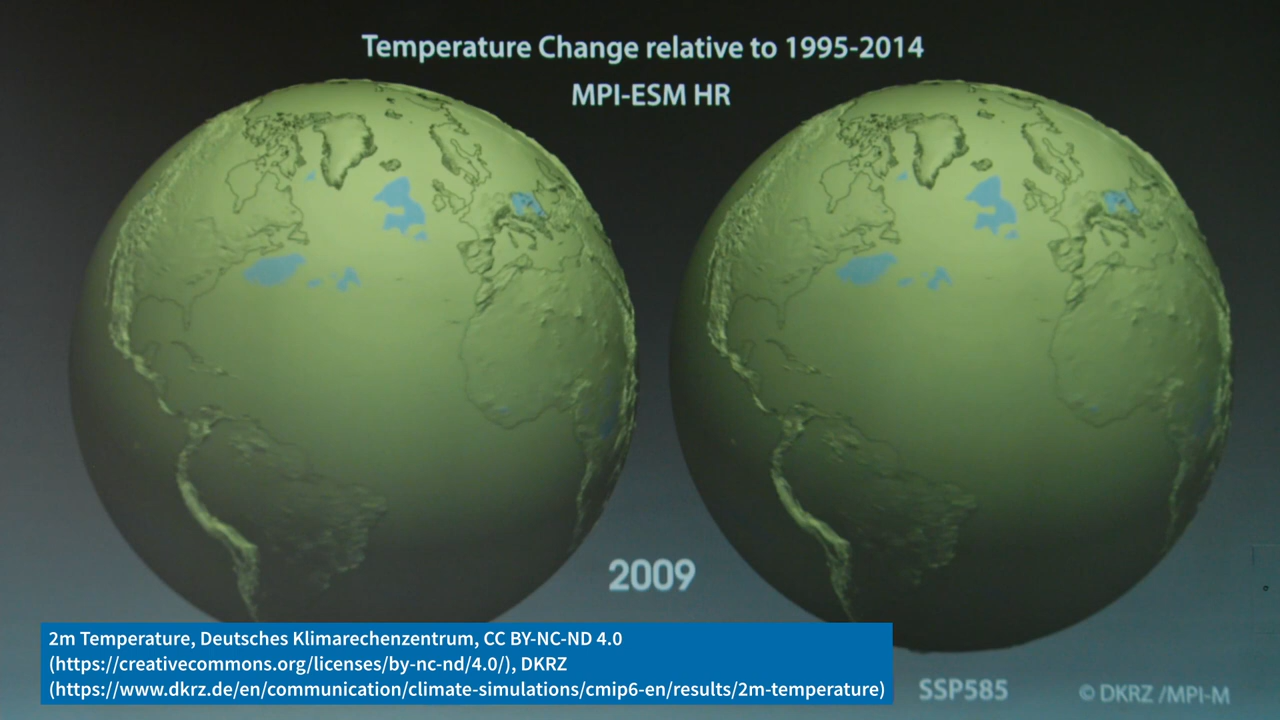 Temperature Change relative to 1995-2014
MPI-ESM HR
2009
2m Temperature, Deutsches Klimarechenzentrum, CC BY-NC-ND 4.0
(https://creativecommons.org/licenses/by-nc-nd/4.0/), DKRZ
(https://www.dkrz.de/en/communication/climate-simulations/cmip6-en/results/2m-temperature)
SSP585
© DKRZ /MPI-M